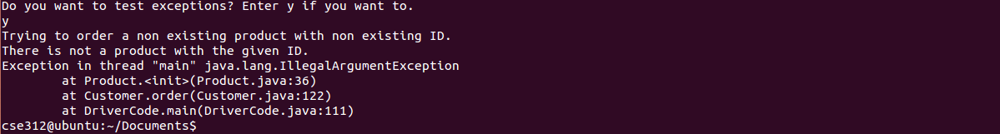 Do you want to test exceptions? Enter y if you want to.
y
Trying to order a non existing product with non existing ID.
There is not a product with the given ID.
Exception in thread "main" java.lang.IllegalArgumentException
        at Product.<init>(Product.java:36)
        at Customer.order(Customer.java:122)
        at DriverCode.main(DriverCode.java:111)
cse312@ubuntu:~/Documents$